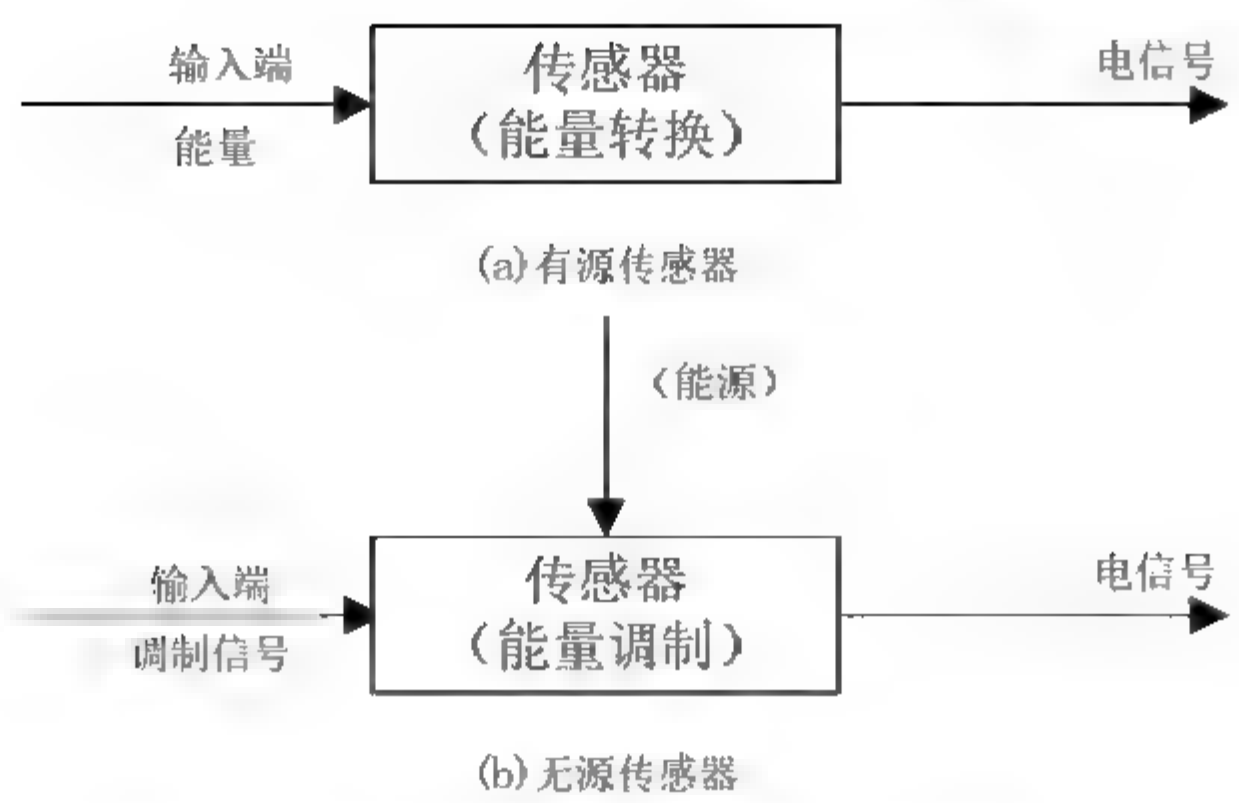 输入端
能量
传感器
（能量转换）
电信号
(a)有源传感器
（能源）
输入端
调制信号
传感器
（能量调制）
电信号
(b)无源传感器